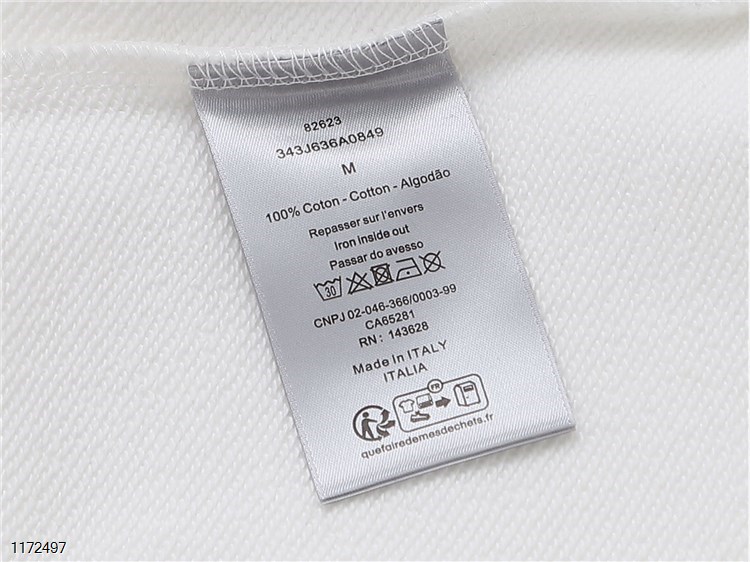 82623
343J636A0849
M
100% Coton - Cotton - Algodão
Repasser sur l'envers
Iron inside out
Passar do avesso
30
CNPJ 02-046-366/0003-99
CA65281
RN : 143628
Made in ITALY
ITALIA
FR
quefairedemesdechets.fr
1172497